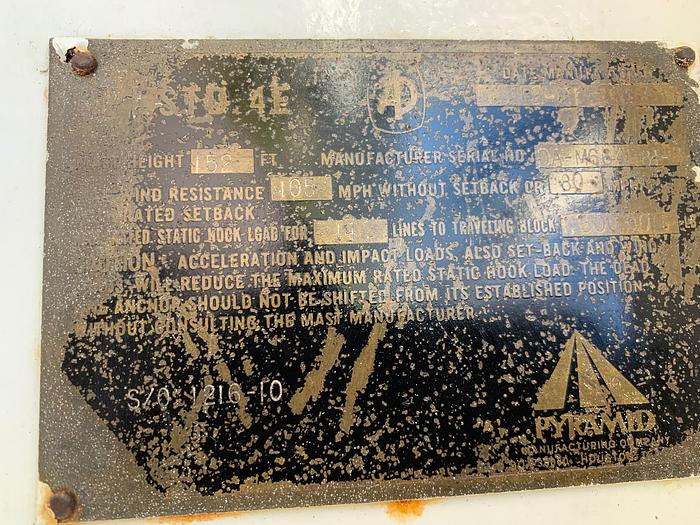 STD 4E
DATE
HEIGHT 152 FT. MANUFACTURER SERIAL NO.
WIND RESISTANCE 105 MPH WITHOUT SETBACK OR 80
RATED SETBACK
STATIC HOOK LOAD FOR LINES TO TRAVELING BLOCK
ACCELERATION AND IMPACT LOADS, ALSO SET-BACK AND WIND
WILL REDUCE THE MAXIMUM RATED STATIC HOOK LOAD. THE DEAD
ANCHOR SHOULD NOT BE SHIFTED FROM ITS ESTABLISHED POSITION
WITHOUT CONSULTING THE MAST MANUFACTURER.
S/O 1216-10
PYRAMID
MANUFACTURING COMPANY